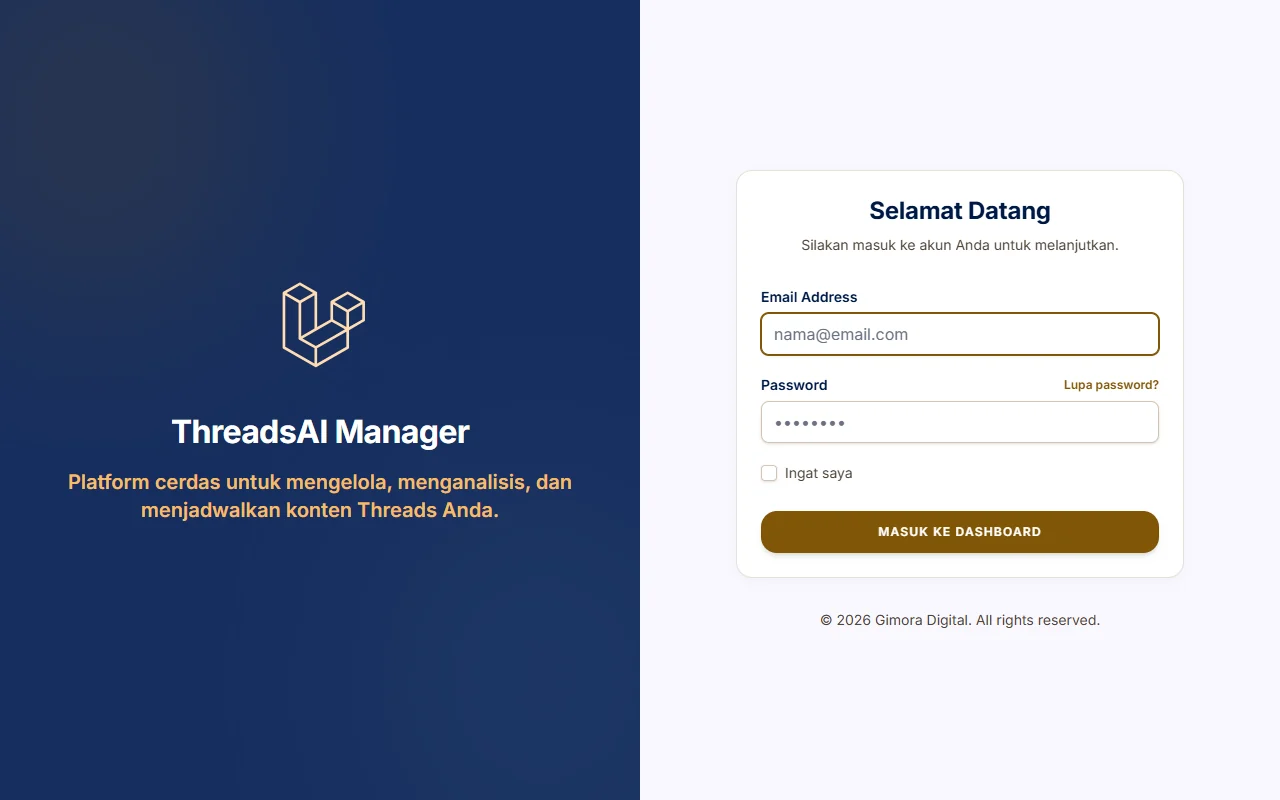 ThreadsAI Manager
Platform cerdas untuk mengelola, menganalisis, dan
menjadwalkan konten Threads Anda.
Selamat Datang
Silakan masuk ke akun Anda untuk melanjutkan.
Email Address
nama@email.com
Password
Lupa password?
••••••••
Ingat saya
MASUK KE DASHBOARD
© 2026 Gimora Digital. All rights reserved.